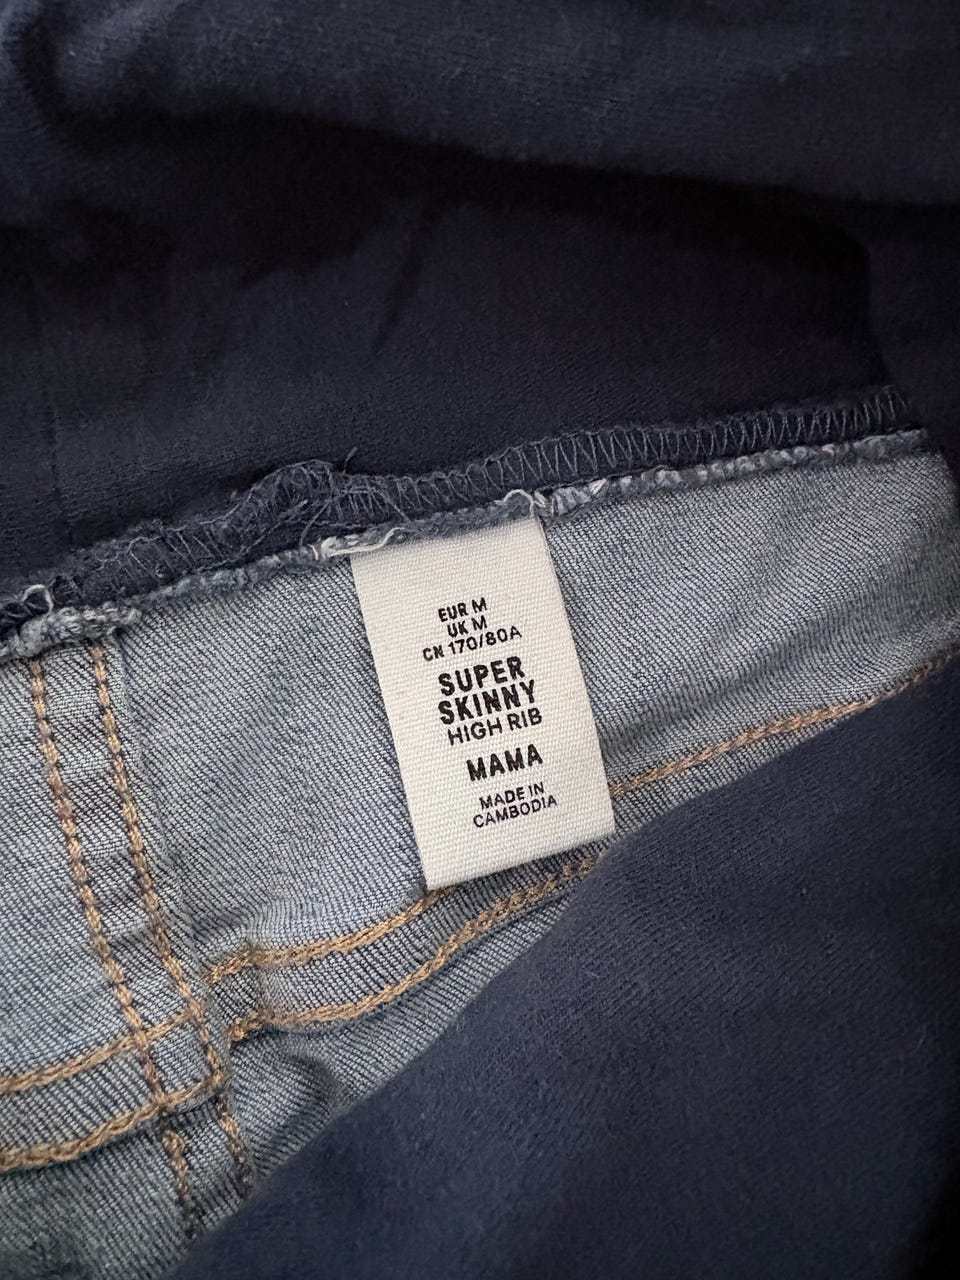 EUR M
UK M
CN 170/80A
SUPER
SKINNY
HIGH RIB
MAMA
MADE IN
CAMBODIA